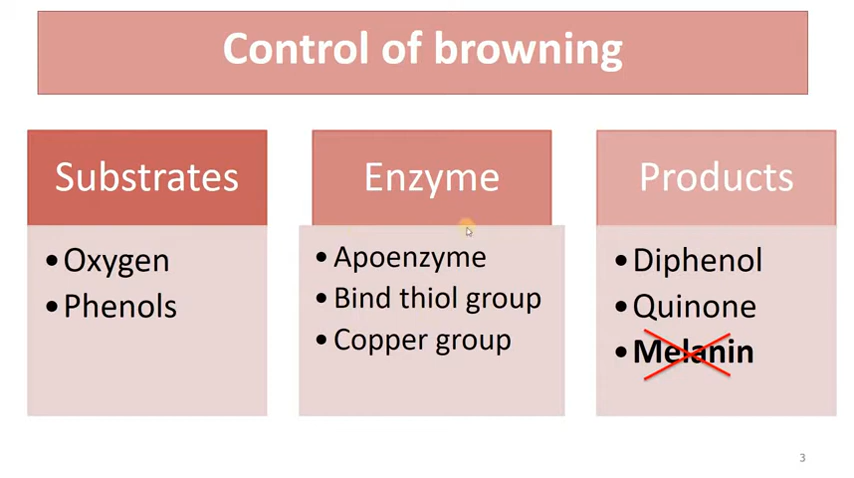 Control of browning
Substrates
•Oxygen
•Phenols
Enzyme
•Apoenzyme
•Bind thiol group
•Copper group
Products
•Diphenol
•Quinone
•Melanin
3